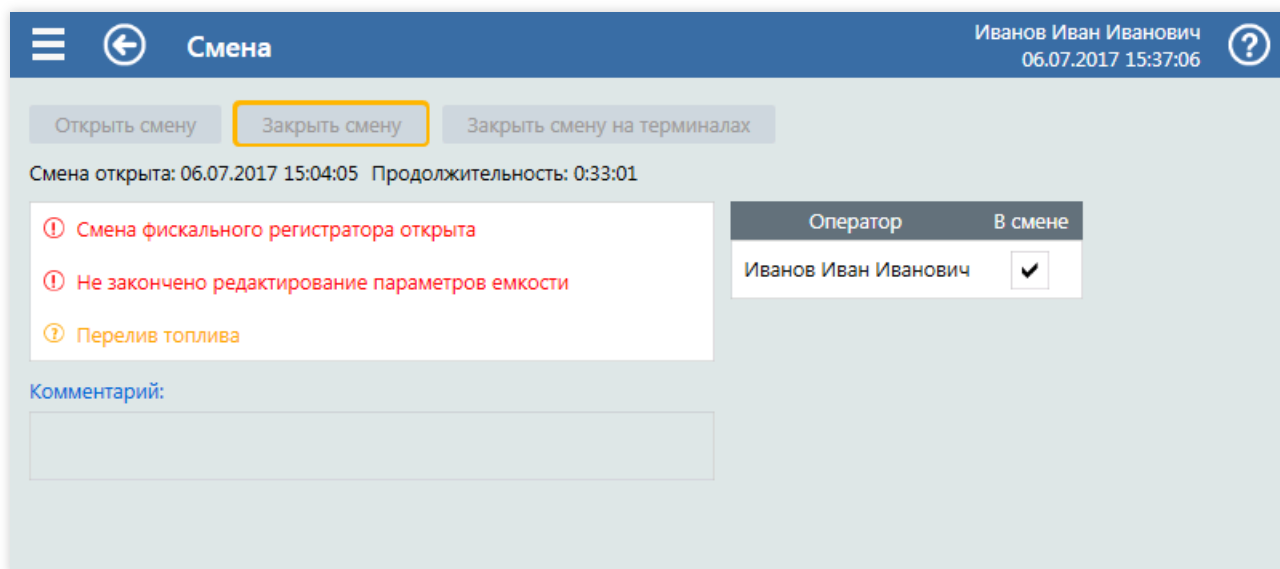 Смена
Иванов Иван Иванович
06.07.2017 15:37:06
Открыть смену
Закрыть смену
Закрыть смену на терминалах
Смена открыта: 06.07.2017 15:04:05 Продолжительность: 0:33:01
Смена фискального регистратора открыта
Не закончено редактирование параметров емкости
Перелив топлива
Комментарий:
Оператор В смене
Иванов Иван Иванович